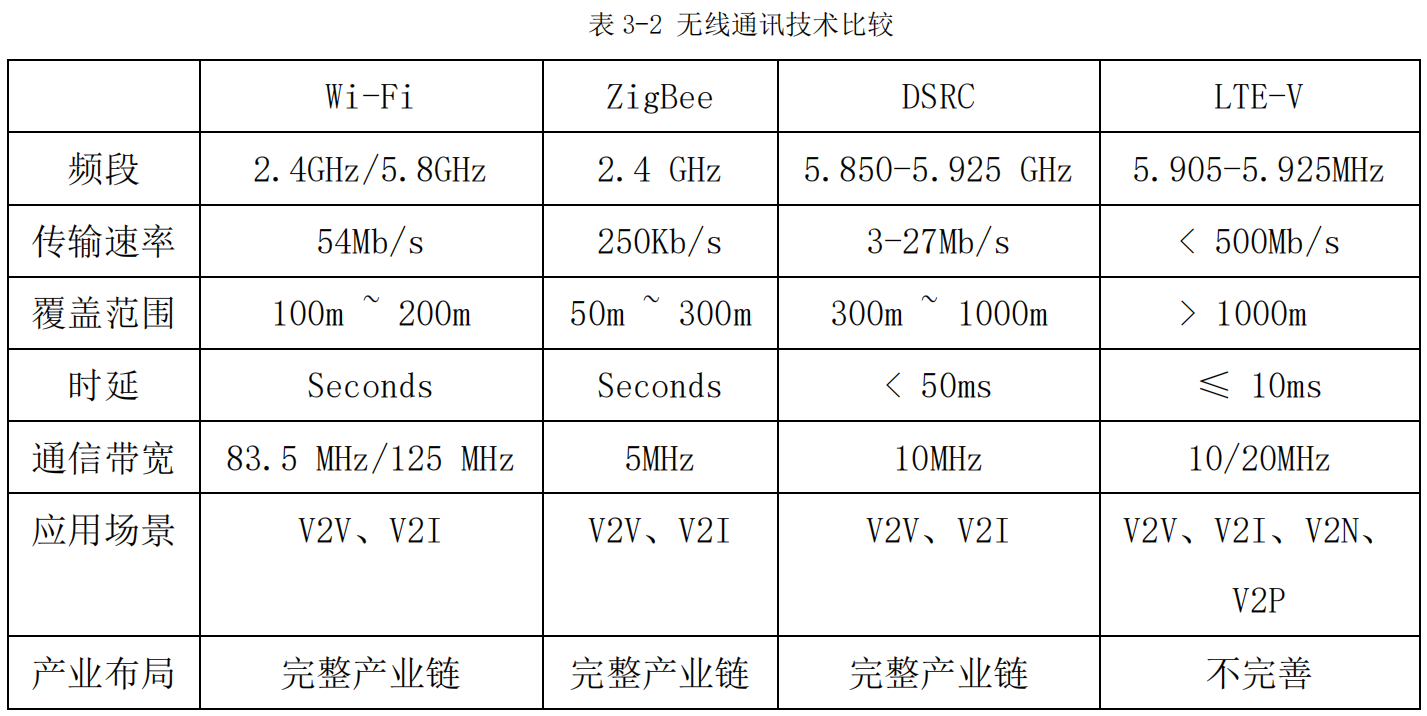 表 3-2 无线通讯技术比较
Wi-Fi ZigBee DSRC LTE-V
频段 2.4GHz/5.8GHz 2.4 GHz 5.850-5.925 GHz 5.905-5.925MHz
传输速率 54Mb/s 250Kb/s 3-27Mb/s < 500Mb/s
覆盖范围 100m ~ 200m 50m ~ 300m 300m ~ 1000m > 1000m
时延 Seconds Seconds < 50ms ≤ 10ms
通信带宽 83.5 MHz/125 MHz 5MHz 10MHz 10/20MHz
应用场景 V2V、V2I V2V、V2I V2V、V2I V2V、V2I、V2N、
V2P
产业布局 完整产业链 完整产业链 完整产业链 不完善